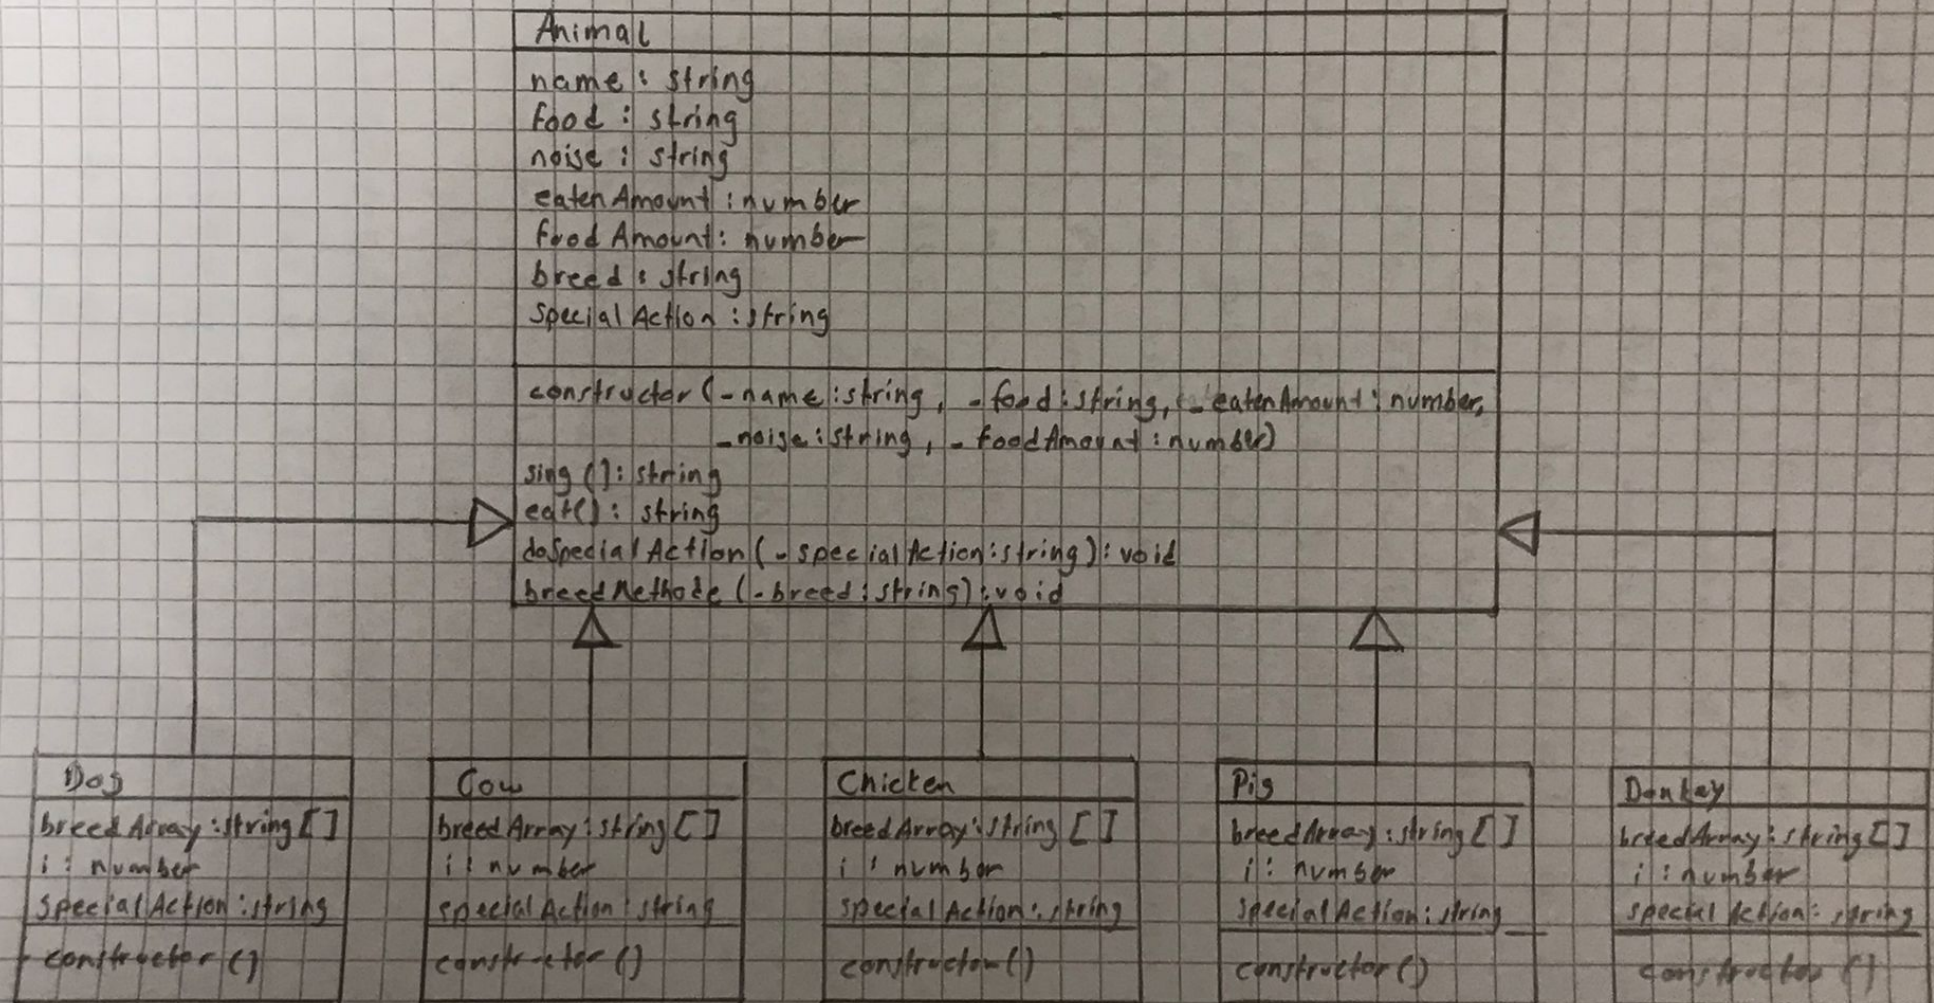 Animal
name : string
food : string
noise : string
eatenAmount : number
foodAmount : number
breed : string
specialAction : string
constructor (_name : string, _food : string, _eatenAmount : number,
_noise : string, _foodAmount : number)
sing () : string
eat() : string
doSpecialAction (_specialAction : string) : void
breedMethode (_breed : string) : void
Dog
breedArray : string []
i : number
specialAction : string
constructor ()
Cow
breedArray : string []
i : number
specialAction : string
constructor ()
Chicken
breedArray : string []
i : number
specialAction : string
constructor ()
Pig
breedArray : string []
i : number
specialAction : string
constructor ()
Donkey
breedArray : string []
i : number
specialAction : string
constructor ()